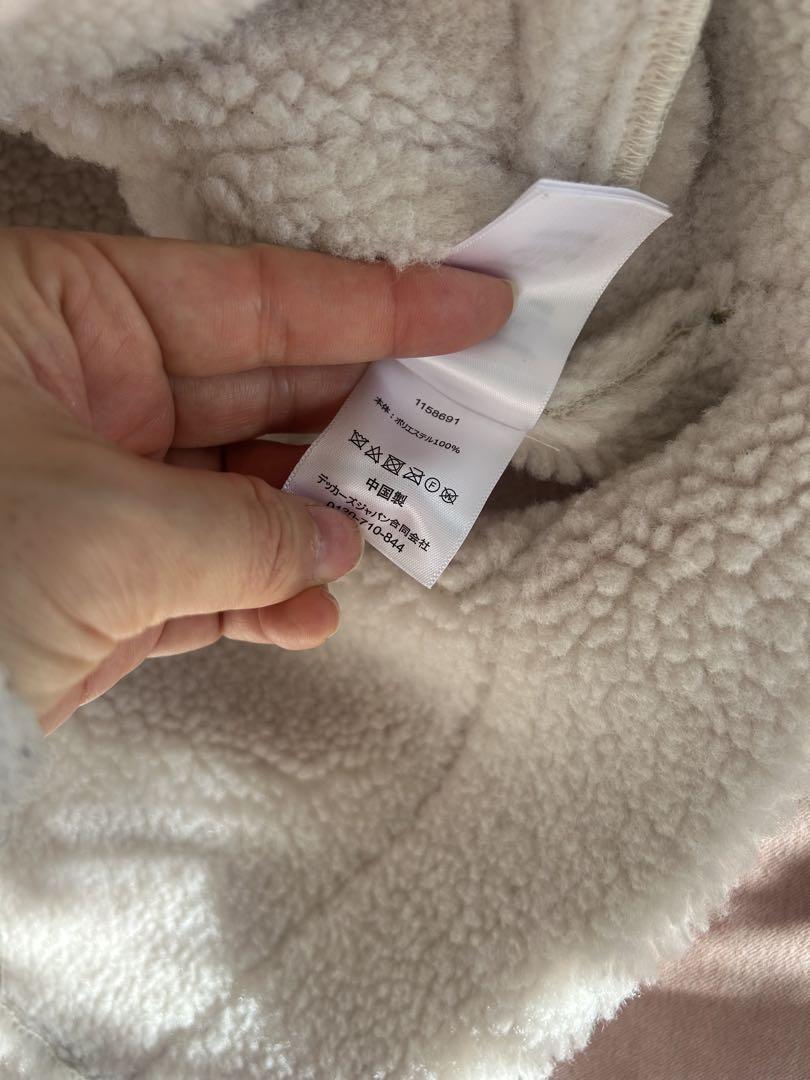 1158691
本体：ポリエステル100%
Ⓕ
中国製
デッカーズジャパン合同会社
0120-710-844